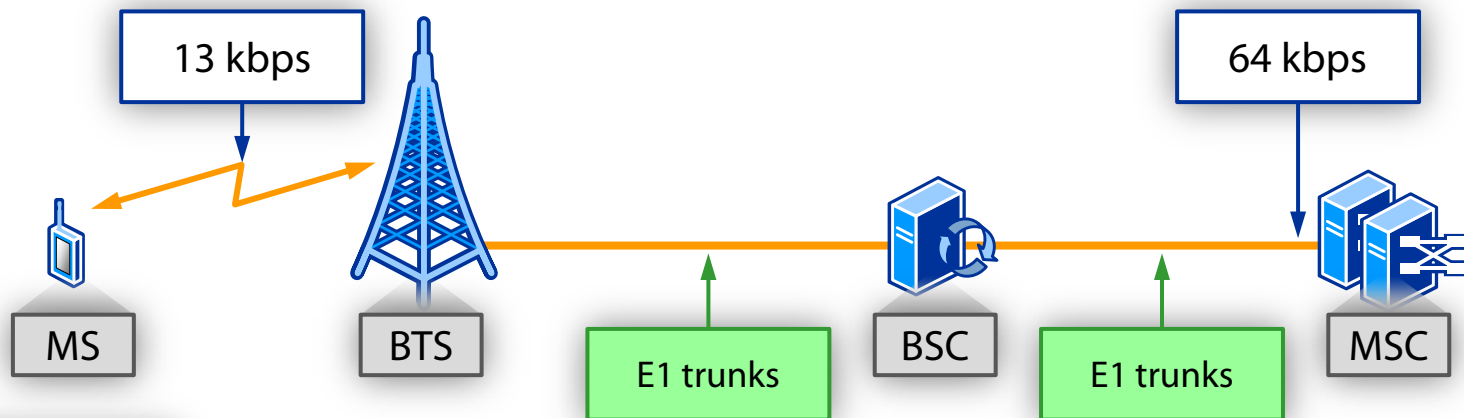 13 kbps
64 kbps
MS
BTS
E1 trunks
BSC
E1 trunks
MSC